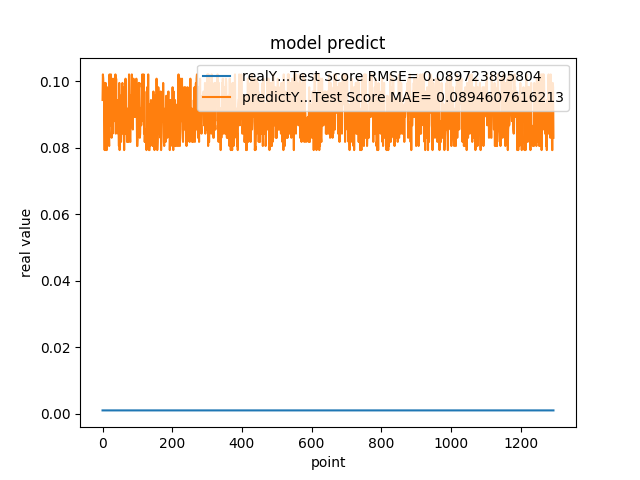 model predict
realY...Test Score RMSE= 0.089723895804
predictY...Test Score MAE= 0.0894607616213
0.10
0.08
0.06
0.04
0.02
0.00
real value
0
200
400
600
800
1000
1200
point